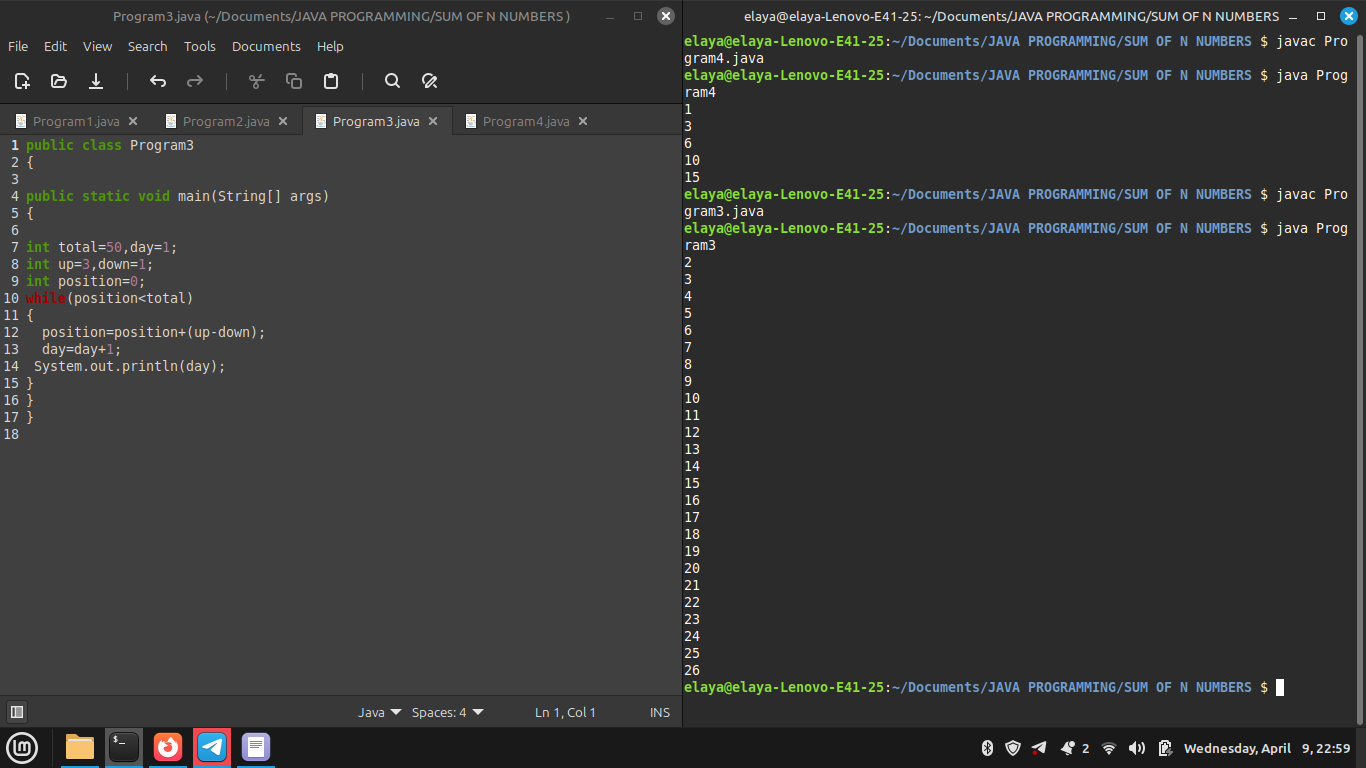 Program3.java (~/Documents/JAVA PROGRAMMING/SUM OF N NUMBERS )
File Edit View Search Tools Documents Help
Program1.java Program2.java Program3.java Program4.java
1 public class Program3
2 {
3
4 public static void main(String[] args)
5 {
6
7 int total=50,day=1;
8 int up=3,down=1;
9 int position=0;
10 while(position<total)
11 {
12   position=position+(up-down);
13   day=day+1;
14  System.out.println(day);
15 }
16 }
17 }
18
Java Spaces: 4 Ln 1, Col 1 INS
elaya@elaya-Lenovo-E41-25: ~/Documents/JAVA PROGRAMMING/SUM OF N NUMBERS
elaya@elaya-Lenovo-E41-25:~/Documents/JAVA PROGRAMMING/SUM OF N NUMBERS $ javac Pro
gram4.java
elaya@elaya-Lenovo-E41-25:~/Documents/JAVA PROGRAMMING/SUM OF N NUMBERS $ java Prog
ram4
1
3
6
10
15
elaya@elaya-Lenovo-E41-25:~/Documents/JAVA PROGRAMMING/SUM OF N NUMBERS $ javac Pro
gram3.java
elaya@elaya-Lenovo-E41-25:~/Documents/JAVA PROGRAMMING/SUM OF N NUMBERS $ java Prog
ram3
2
3
4
5
6
7
8
9
10
11
12
13
14
15
16
17
18
19
20
21
22
23
24
25
26
elaya@elaya-Lenovo-E41-25:~/Documents/JAVA PROGRAMMING/SUM OF N NUMBERS $
2 Wednesday, April 9, 22:59